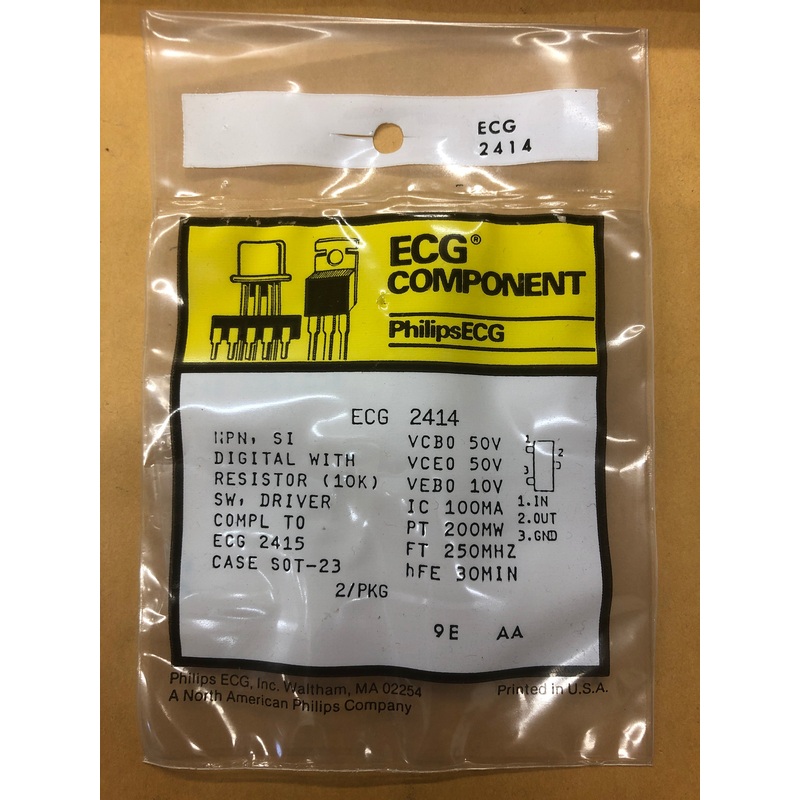 ECG
2414
ECG®
COMPONENT
PhilipsECG
ECG 2414
NPN, SI
DIGITAL WITH
RESISTOR (10K)
SW, DRIVER
COMPL TO
ECG 2415
CASE SOT-23
2/PKG
VCBO 50V
VCEO 50V
VEBO 10V
IC 100MA
PT 200MW
FT 250MHZ
hFE 30MIN
1
2
3
1.IN
2.OUT
3.GND
9E AA
Philips ECG, Inc. Waltham, MA 02254
A North American Philips Company
Printed in U.S.A.